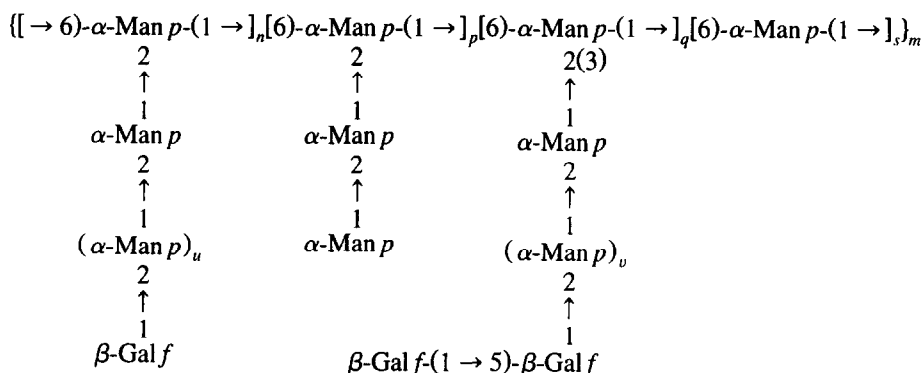 {[ → 6)-α-Man p-(1 → ]n[6)-α-Man p-(1 → ]p[6)-α-Man p-(1 → ]q[6)-α-Man p-(1 → ]s}m
2 2 2(3)
↑ ↑ ↑
1 1 1
α-Man p α-Man p α-Man p
2 2 2
↑ ↑ ↑
1 1 1
(α-Man p)u α-Man p (α-Man p)v
2 2
↑ ↑
1 1
β-Gal f β-Gal f-(1 → 5)-β-Gal f